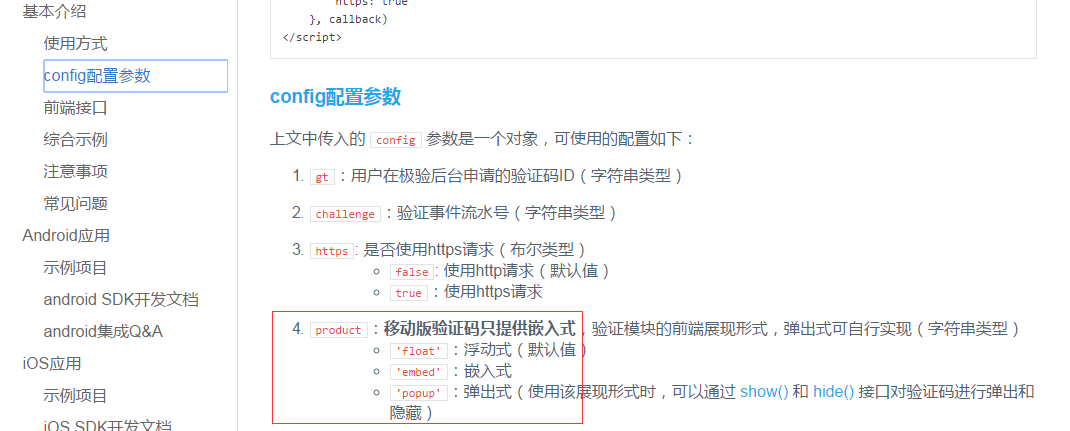 基本介绍
使用方式
config配置参数
前端接口
综合示例
注意事项
常见问题
Android应用
示例项目
android SDK开发文档
android集成Q&A
iOS应用
示例项目
iOS SDK开发文档
https: true
}, callback)
</script>
config配置参数
上文中传入的 config 参数是一个对象，可使用的配置如下：
1. gt：用户在极验后台申请的验证码ID（字符串类型）
2. challenge：验证事件流水号（字符串类型）
3. https: 是否使用https请求（布尔类型）
false: 使用http请求（默认值）
true：使用https请求
4. product：移动版验证码只提供嵌入式，验证模块的前端展现形式，弹出式可自行实现（字符串类型）
'float'：浮动式（默认值）
'embed'：嵌入式
'popup'：弹出式（使用该展现形式时，可以通过 show() 和 hide() 接口对验证码进行弹出和
隐藏）